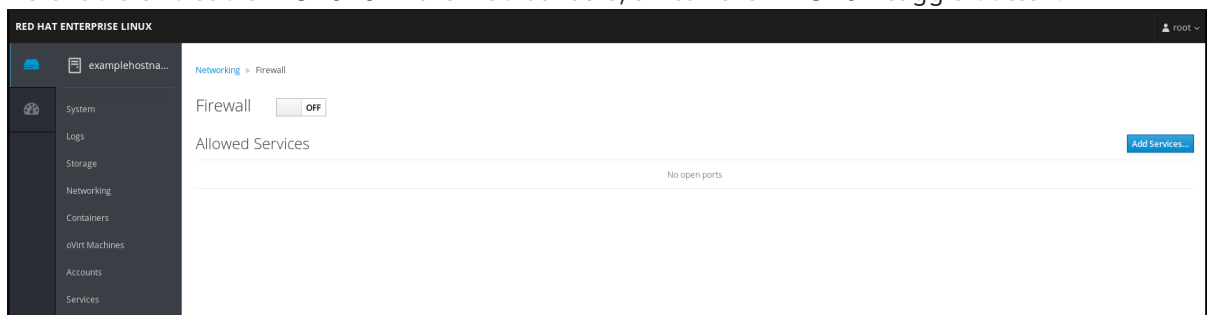 RED HAT ENTERPRISE LINUX
root
examplehostna...
Networking » Firewall
System
Firewall
OFF
Logs
Allowed Services
Add Services...
Storage
No open ports
Networking
Containers
oVirt Machines
Accounts
Services